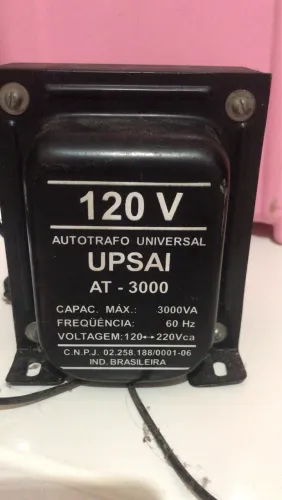 120 V
AUTOTRAFO UNIVERSAL
UPSAI
AT - 3000
CAPAC. MÁX.: 3000VA
FREQÜÊNCIA: 60 Hz
VOLTAGEM: 120↔220Vca
C.N.P.J. 02.258.188/0001-06
IND. BRASILEIRA